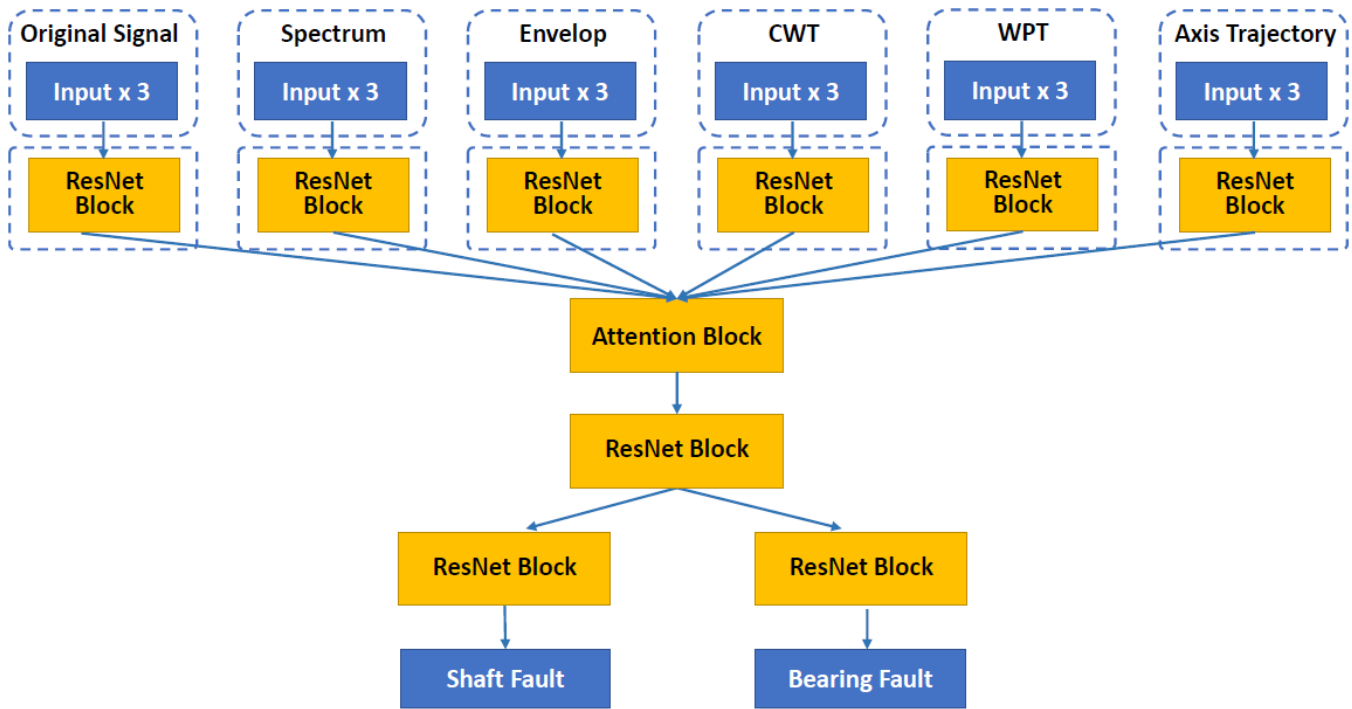 Original Signal
Spectrum
Envelop
CWT
WPT
Axis Trajectory
Input x 3
Input x 3
Input x 3
Input x 3
Input x 3
Input x 3
ResNet
Block
ResNet
Block
ResNet
Block
ResNet
Block
ResNet
Block
ResNet
Block
Attention Block
ResNet Block
ResNet Block
ResNet Block
Shaft Fault
Bearing Fault